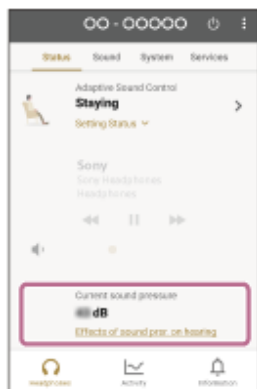 OO-OOOOO
Status Sound System Services
Adaptive Sound Control
Staying
Setting Status
Sony
Sony Headphones
Headphones
Current sound pressure
dB
Effects of sound pres. on hearing
Headphones Activity Information